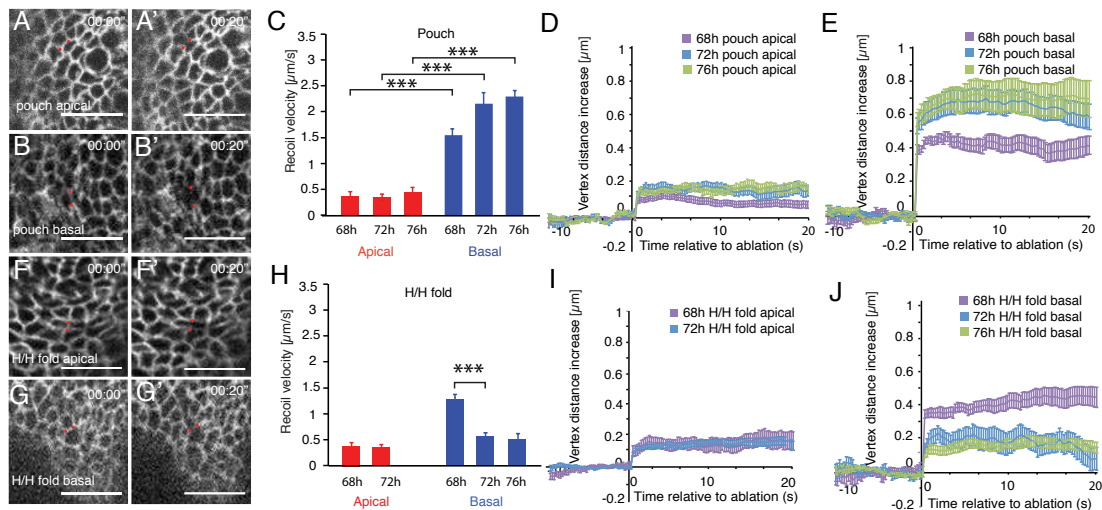 A
00:00"
pouch apical
A'
00:20"
B
00:00"
pouch basal
B'
00:20"
C
Pouch
Recoil velocity [µm/s]
3.5
3
2.5
2
1.5
1
0.5
0
***
***
***
68h 72h 76h
68h 72h 76h
Apical
Basal
D
68h pouch apical
72h pouch apical
76h pouch apical
Vertex distance increase [µm]
1
0.8
0.6
0.4
0.2
0
-0.2
-10
0
10
20
Time relative to ablation (s)
E
68h pouch basal
72h pouch basal
76h pouch basal
Vertex distance increase [µm]
1
0.8
0.6
0.4
0.2
0
-0.2
-10
0
10
20
Time relative to ablation (s)
F
00:00"
H/H fold apical
F'
00:20"
G
00:00"
H/H fold basal
G'
00:20"
H
H/H fold
Recoil velocity [µm/s]
3.5
3
2.5
2
1.5
1
0.5
0
***
68h 72h
68h 72h 76h
Apical
Basal
I
68h H/H fold apical
72h H/H fold apical
Vertex distance increase [µm]
1
0.8
0.6
0.4
0.2
0
-0.2
-10
0
10
20
Time relative to ablation (s)
J
68h H/H fold basal
72h H/H fold basal
76h H/H fold basal
Vertex distance increase [µm]
1
0.8
0.6
0.4
0.2
0
-0.2
-10
0
10
20
Time relative to ablation (s)